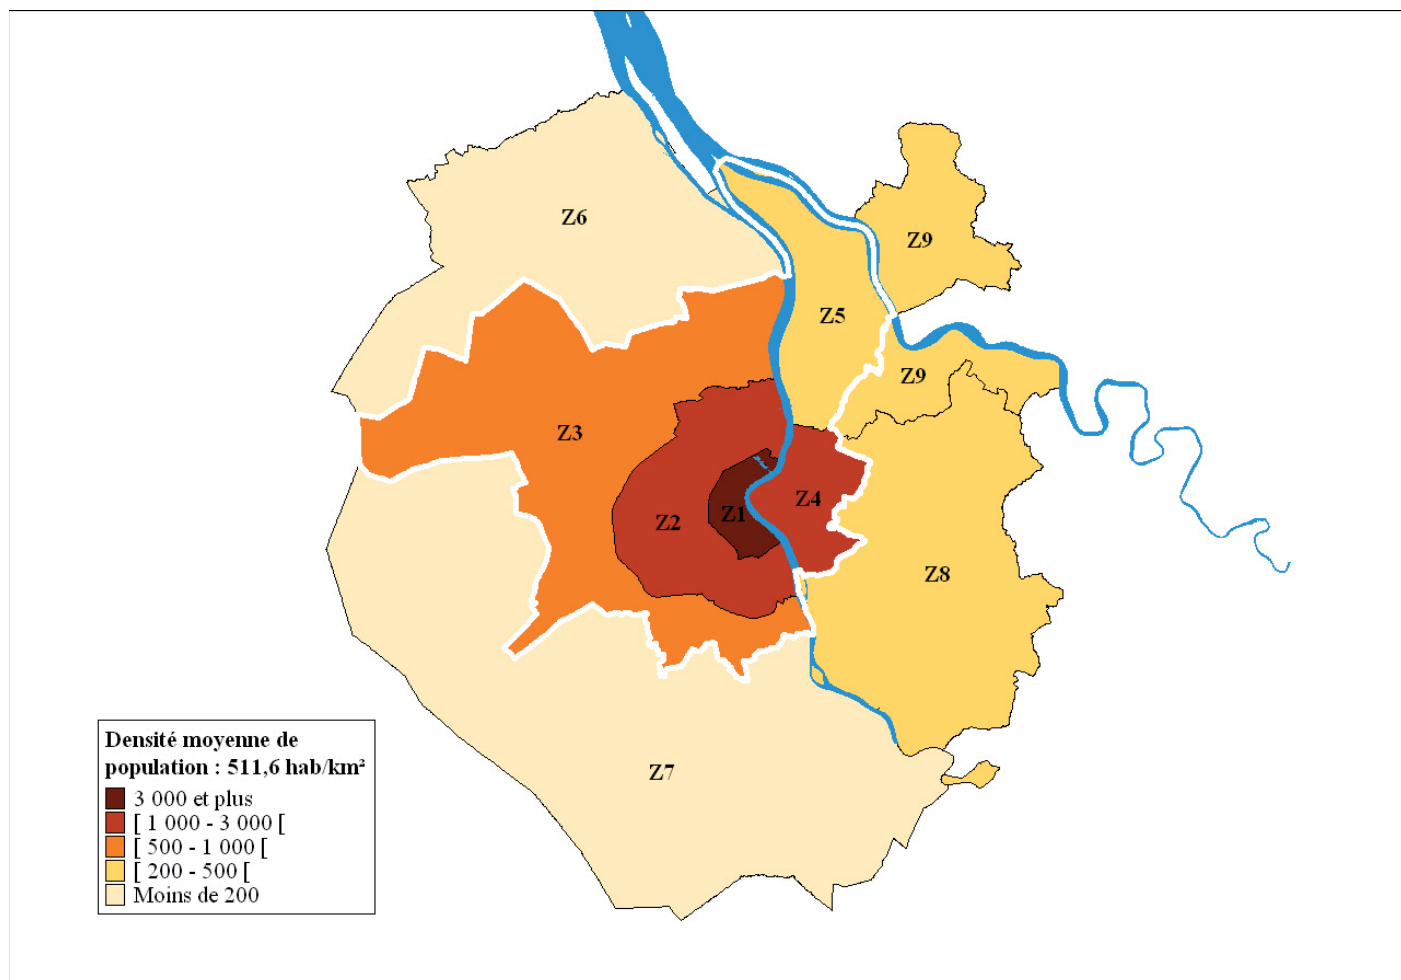 Z6
Z9
Z5
Z9
Z3
Z4
Z1
Z2
Z8
Z7
Densité moyenne de
population : 511,6 hab/km²
3 000 et plus
[ 1 000 - 3 000 [
[ 500 - 1 000 [
[ 200 - 500 [
Moins de 200